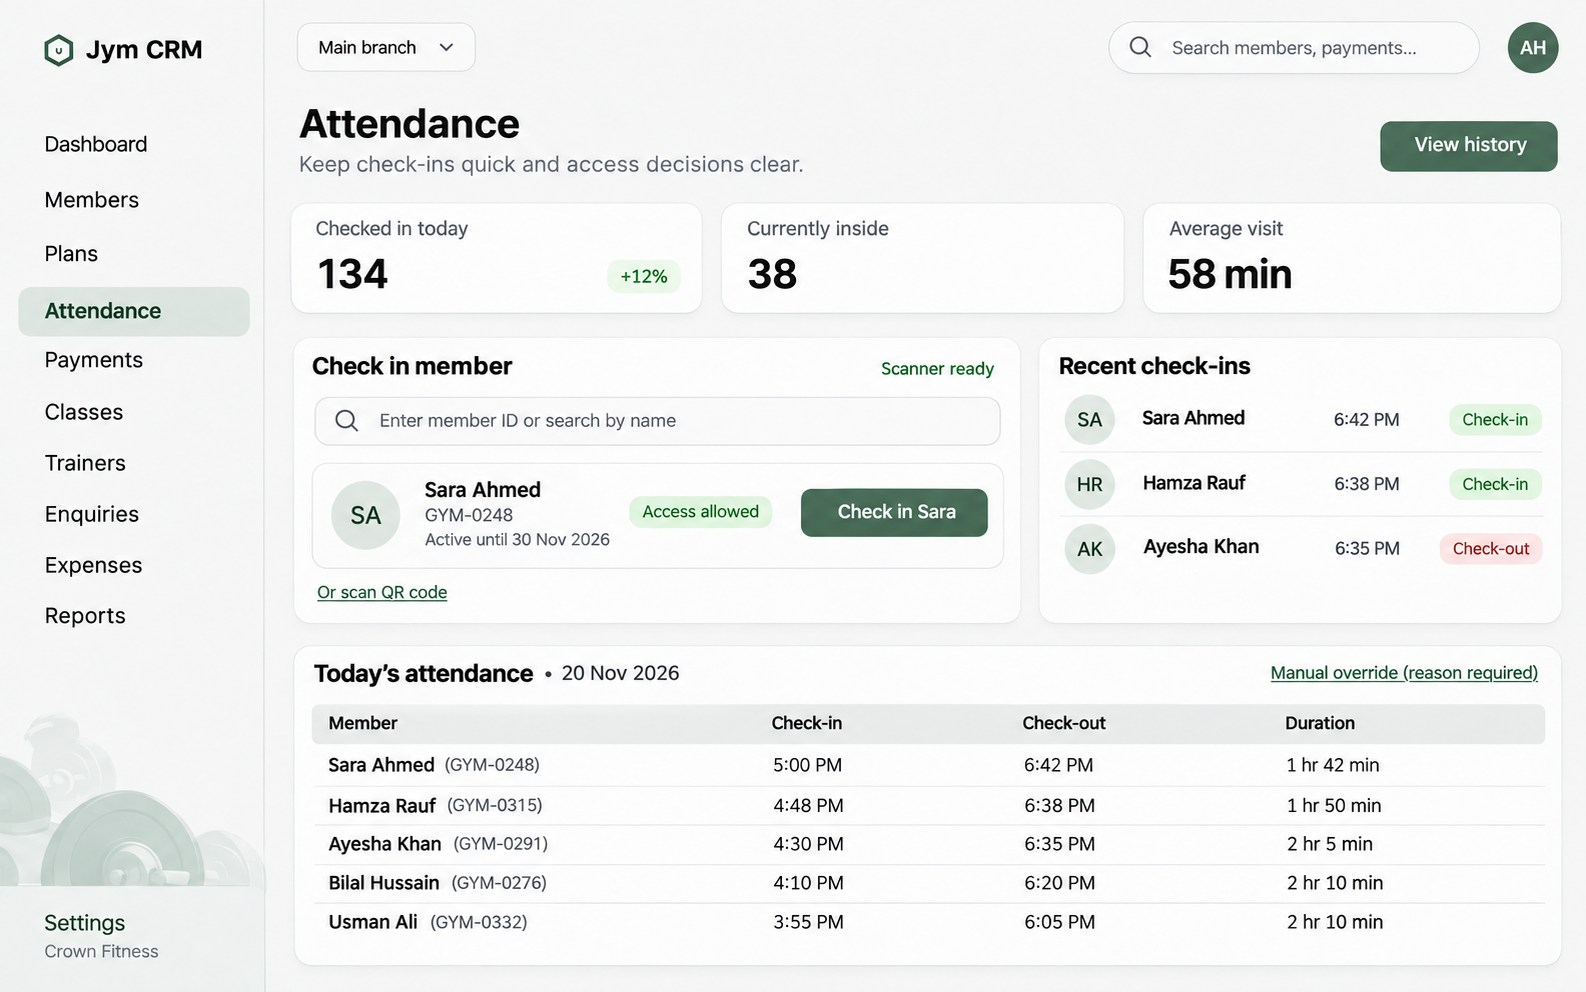 Jym CRM
Main branch
Search members, payments...
AH
Dashboard
Members
Plans
Attendance
Payments
Classes
Trainers
Enquiries
Expenses
Reports
Settings
Crown Fitness
Attendance
Keep check-ins quick and access decisions clear.
View history
Checked in today
134
+12%
Currently inside
38
Average visit
58 min
Check in member
Scanner ready
Enter member ID or search by name
SA
Sara Ahmed
GYM-0248
Active until 30 Nov 2026
Access allowed
Check in Sara
Or scan QR code
Recent check-ins
SA Sara Ahmed 6:42 PM Check-in
HR Hamza Rauf 6:38 PM Check-in
AK Ayesha Khan 6:35 PM Check-out
Today’s attendance • 20 Nov 2026
Manual override (reason required)
Member Check-in Check-out Duration
Sara Ahmed (GYM-0248) 5:00 PM 6:42 PM 1 hr 42 min
Hamza Rauf (GYM-0315) 4:48 PM 6:38 PM 1 hr 50 min
Ayesha Khan (GYM-0291) 4:30 PM 6:35 PM 2 hr 5 min
Bilal Hussain (GYM-0276) 4:10 PM 6:20 PM 2 hr 10 min
Usman Ali (GYM-0332) 3:55 PM 6:05 PM 2 hr 10 min